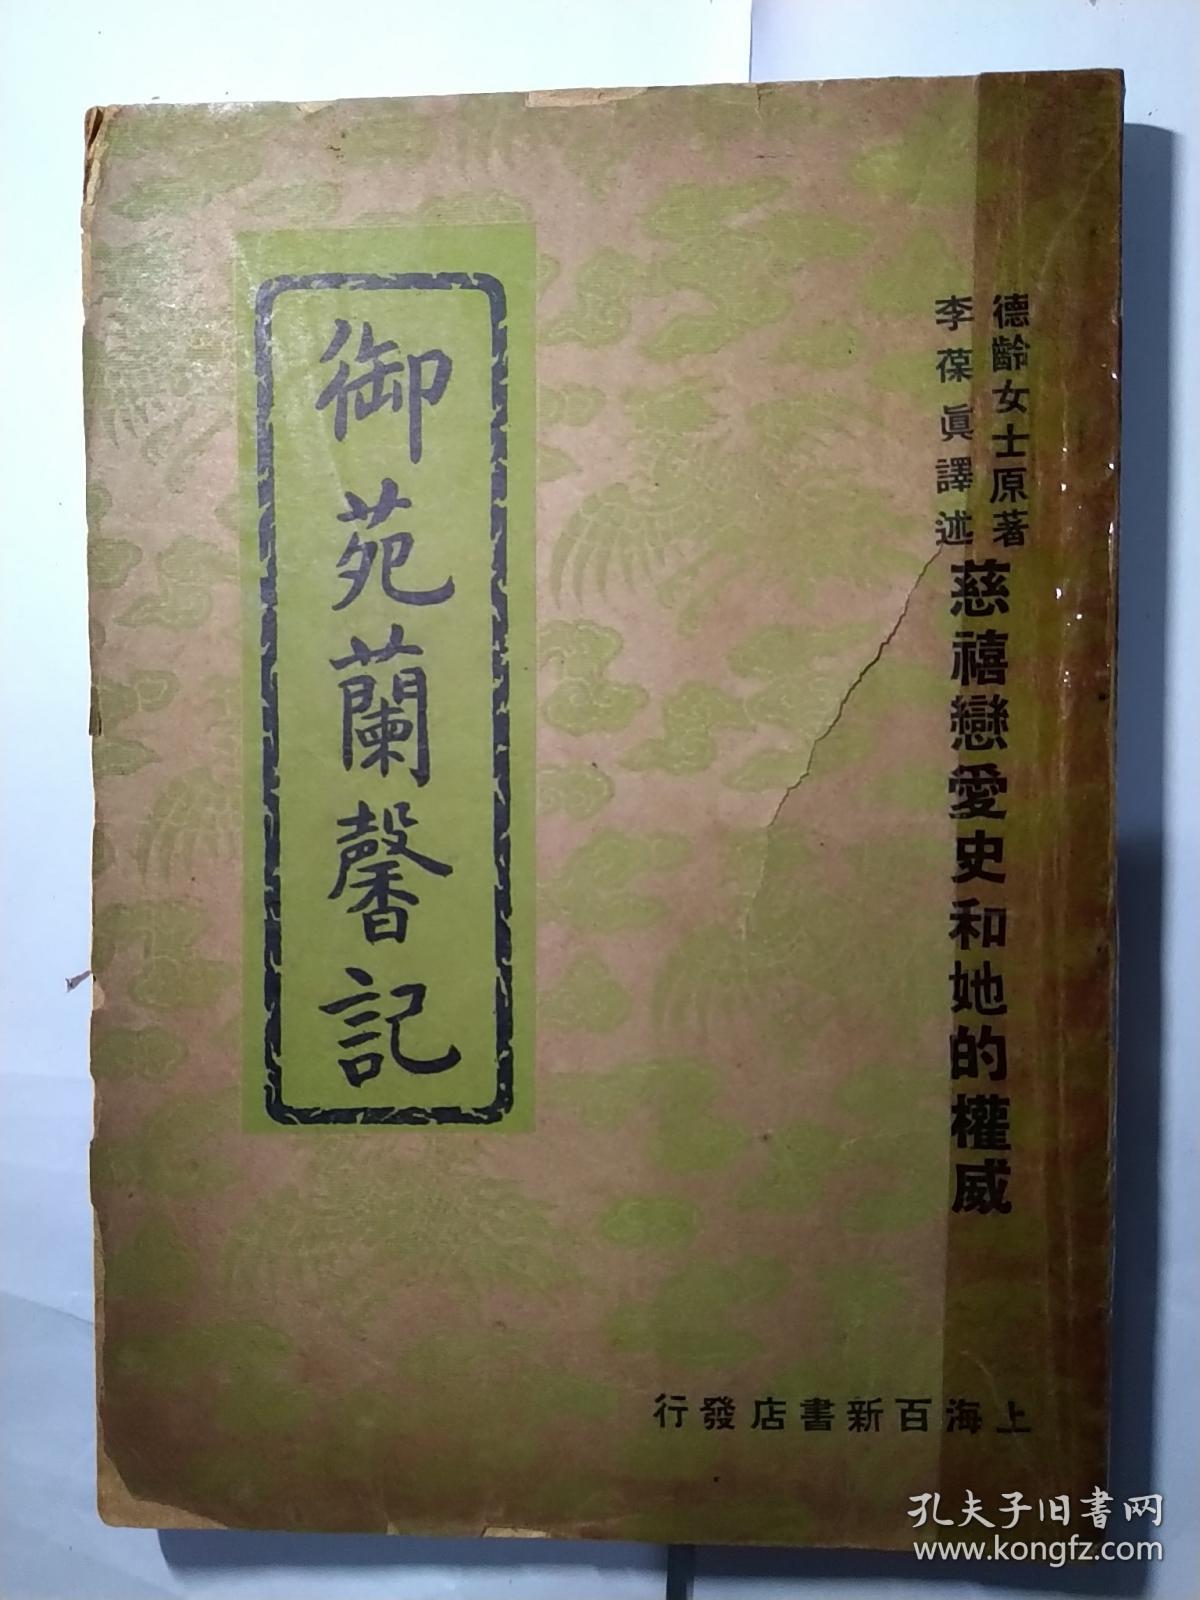 德齡女士原著
李葆眞譯述
慈禧戀愛史和她的權威
御苑蘭馨記
上海百新書店發行
孔夫子旧書网
www.kongfz.com